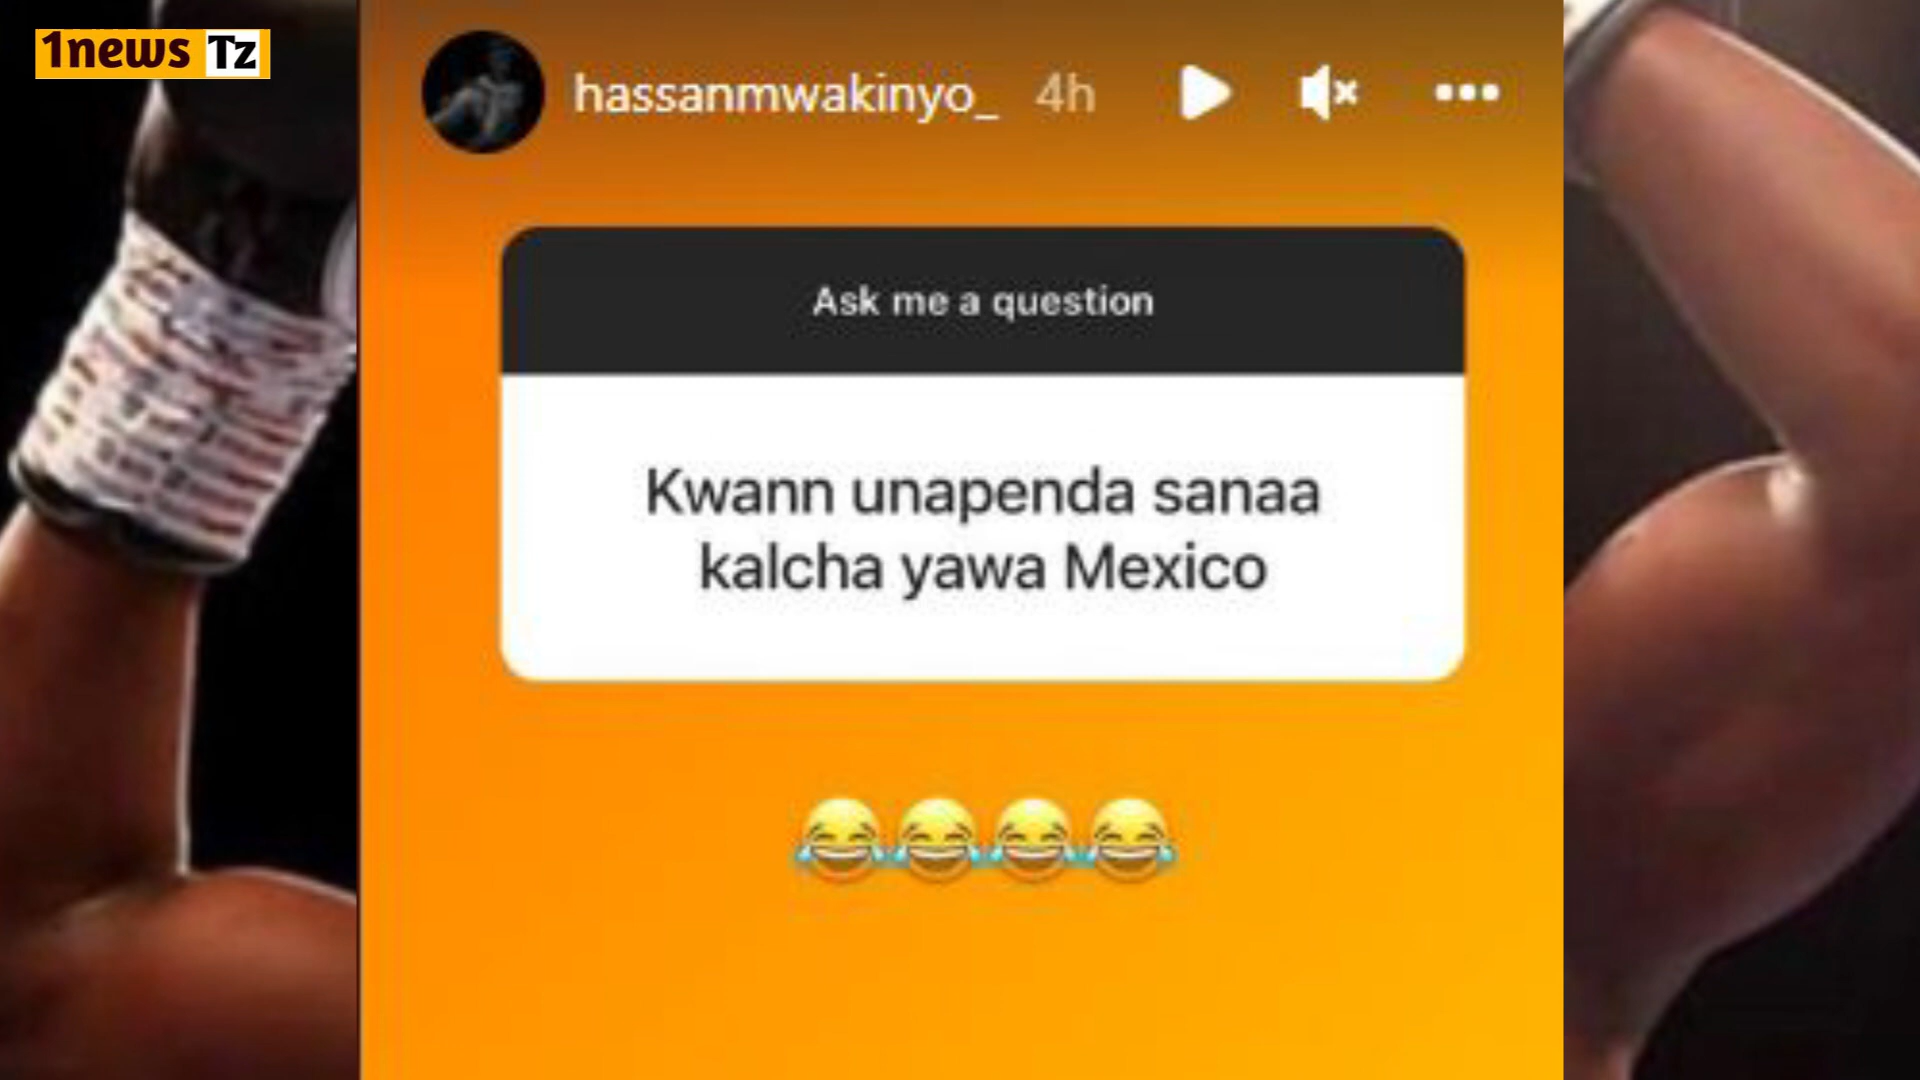 1news Tz
hassanmwakinyo_ 4h
Ask me a question
Kwann unapenda sanaa
kalcha yawa Mexico
😂😂😂😂